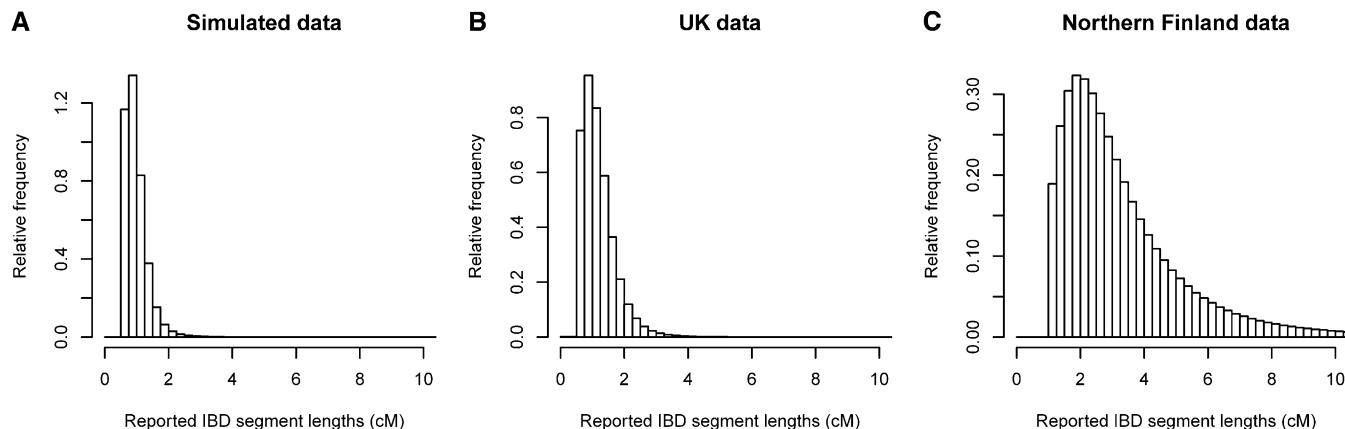 A
Simulated data
Relative frequency
0.0 0.4 0.8 1.2
0 2 4 6 8 10
Reported IBD segment lengths (cM)
B
UK data
Relative frequency
0.0 0.2 0.4 0.6 0.8
0 2 4 6 8 10
Reported IBD segment lengths (cM)
C
Northern Finland data
Relative frequency
0.00 0.10 0.20 0.30
0 2 4 6 8 10
Reported IBD segment lengths (cM)